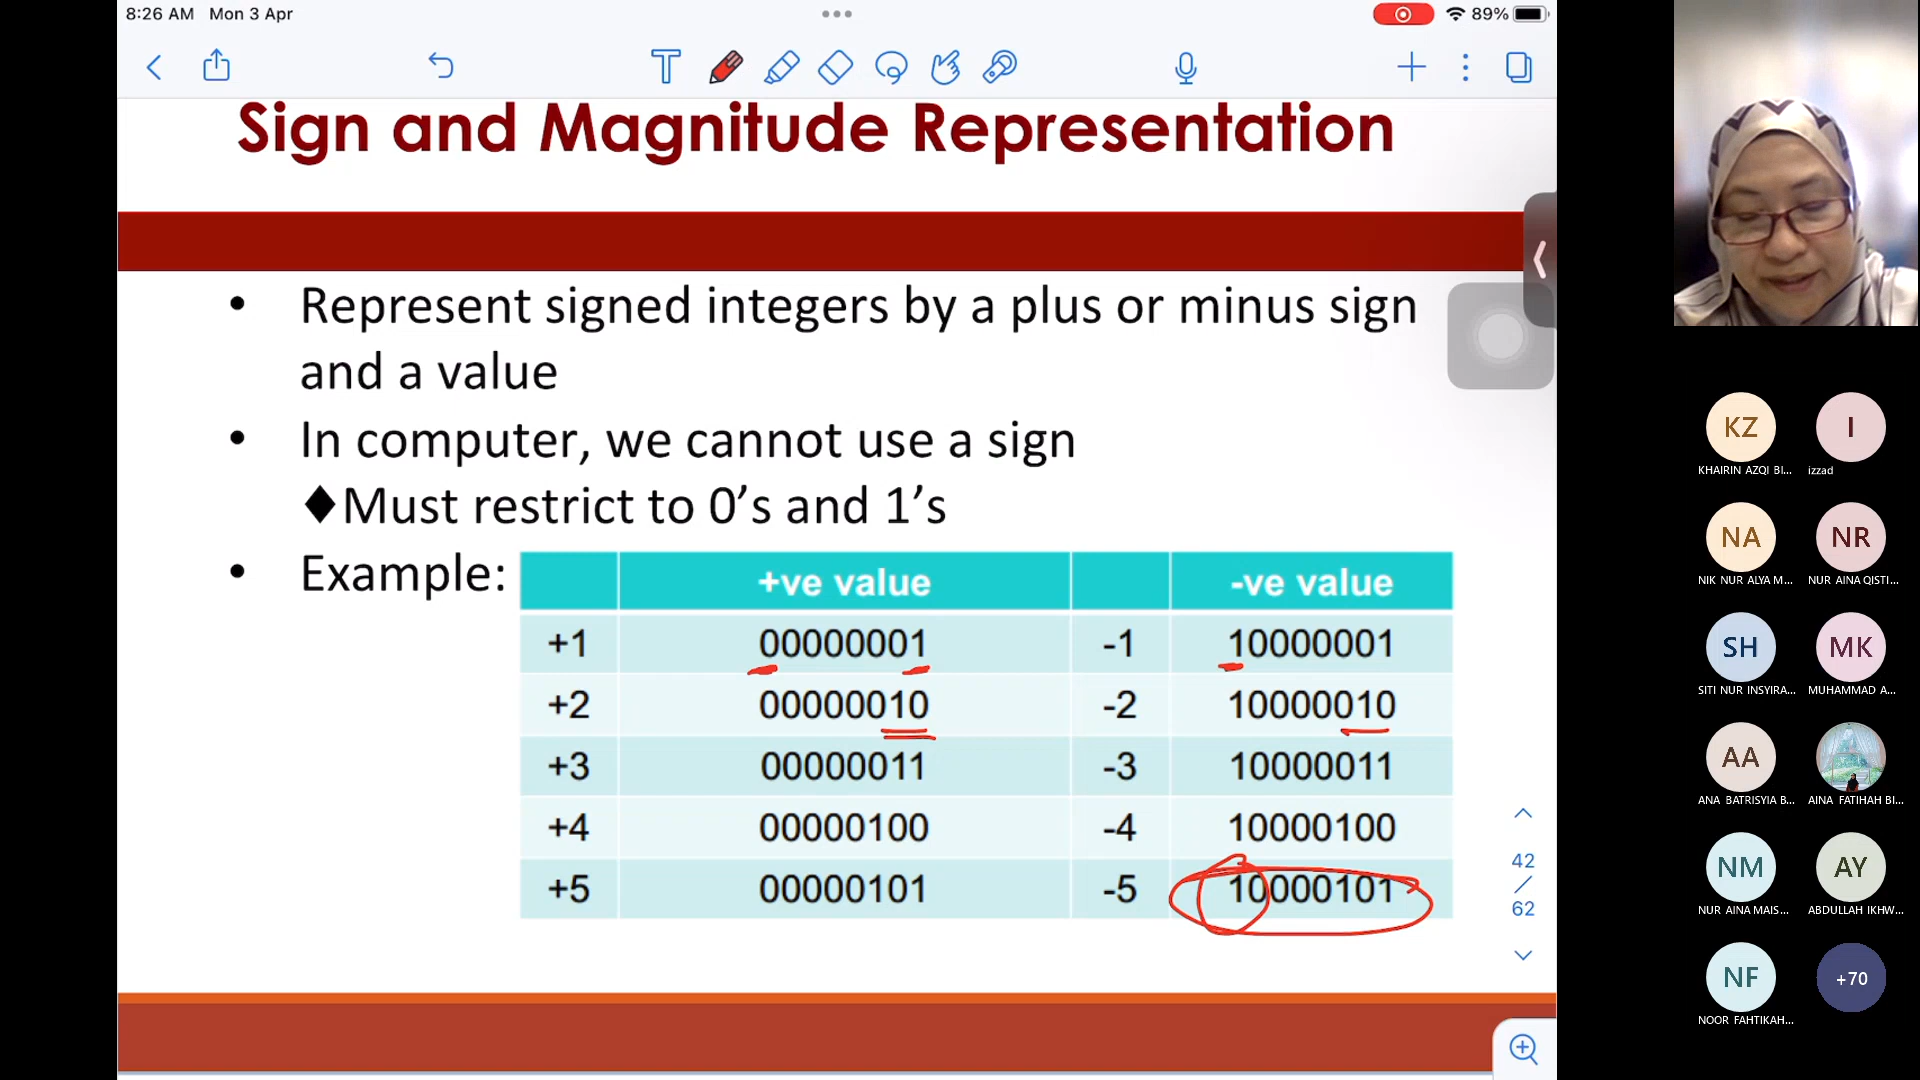 8:26 AM Mon 3 Apr
89%
Sign and Magnitude Representation
• Represent signed integers by a plus or minus sign
and a value
• In computer, we cannot use a sign
♦Must restrict to 0’s and 1’s
• Example:
+ve value -ve value
+1 00000001 -1 10000001
+2 00000010 -2 10000010
+3 00000011 -3 10000011
+4 00000100 -4 10000100
+5 00000101 -5 10000101
42
/
62
KZ I
KHAIRIN AZQI BI... izzad
NA NR
NIK NUR ALYA M... NUR AINA QISTI...
SH MK
SITI NUR INSYIRA... MUHAMMAD A...
AA
ANA BATRISYIA B... AINA FATIHAH BI...
NM AY
NUR AINA MAIS... ABDULLAH IKHW...
NF +70
NOOR FAHTIKAH...